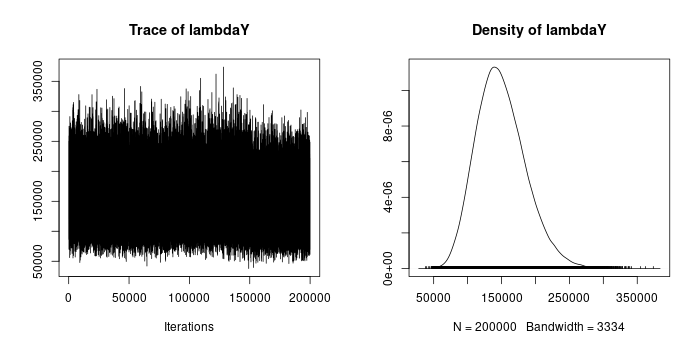 Trace of lambdaY
350000
250000
150000
50000
0
50000
100000
150000
200000
Iterations
Density of lambdaY
8e-06
4e-06
0e+00
50000
150000
250000
350000
N = 200000 Bandwidth = 3334